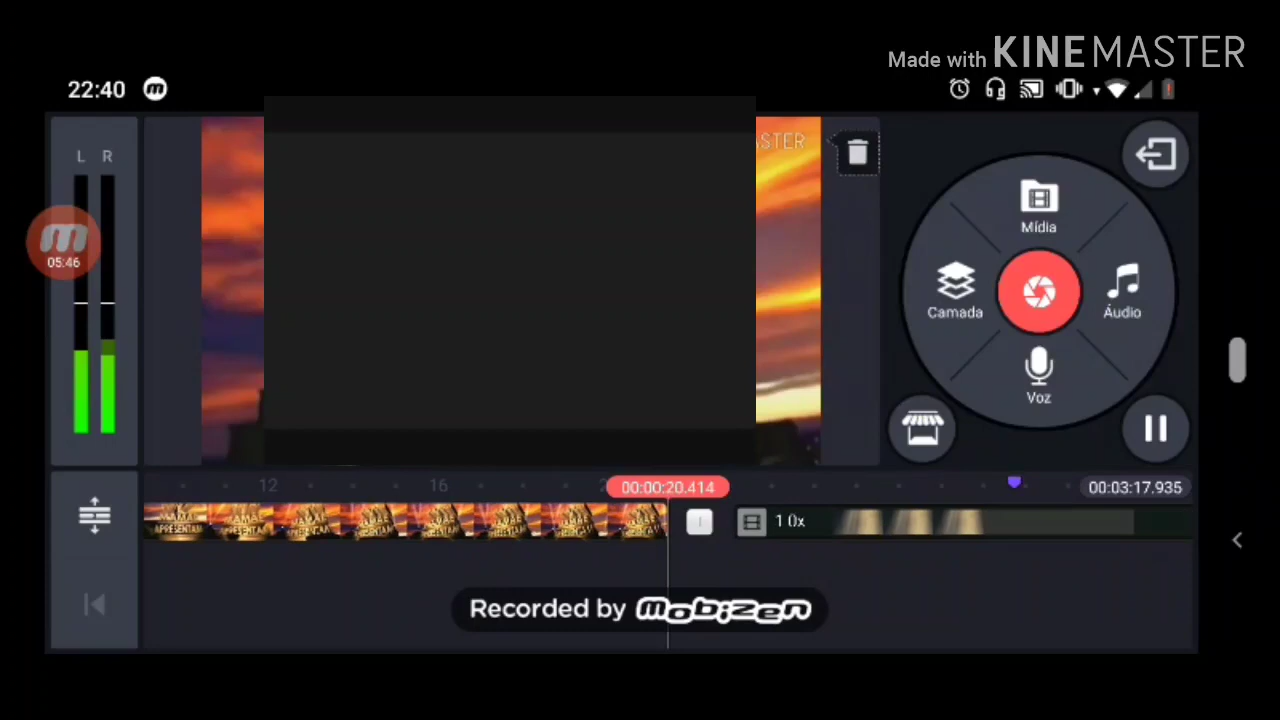 Made with KINEMASTER
22:40
L R
ASTER
Mídia
05:46
Camada
Áudio
Voz
12
16
00:00:20.414
00:03:17.935
APRESENTAM
1 0x
Recorded by mobizen